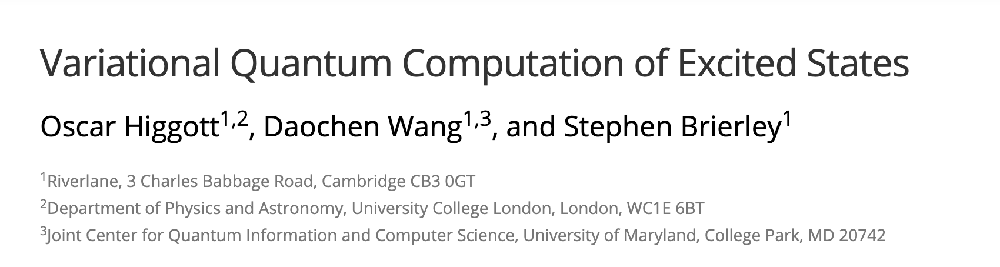 Variational Quantum Computation of Excited States
Oscar Higgott1,2, Daochen Wang1,3, and Stephen Brierley1
1Riverlane, 3 Charles Babbage Road, Cambridge CB3 0GT
2Department of Physics and Astronomy, University College London, London, WC1E 6BT
3Joint Center for Quantum Information and Computer Science, University of Maryland, College Park, MD 20742